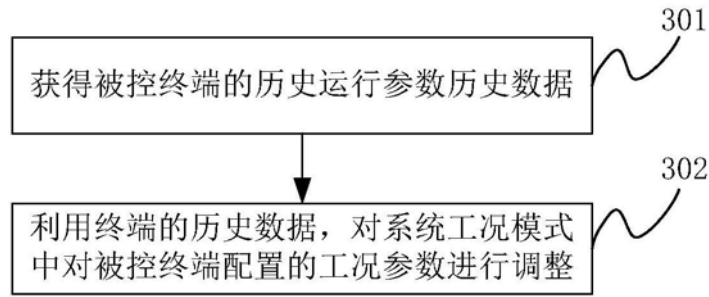 301
获得被控终端的历史运行参数历史数据
302
利用终端的历史数据，对系统工况模式
中对被控终端配置的工况参数进行调整